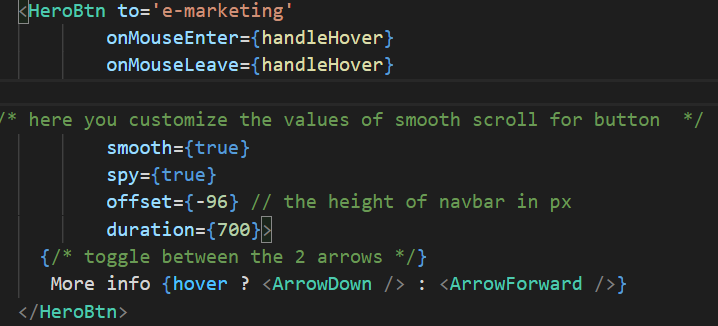 <HeroBtn to='e-marketing'
onMouseEnter={handleHover}
onMouseLeave={handleHover}
/* here you customize the values of smooth scroll for button  */
smooth={true}
spy={true}
offset={-96} // the height of navbar in px
duration={700}>
{/* toggle between the 2 arrows */}
More info {hover ? <ArrowDown /> : <ArrowForward />}
</HeroBtn>